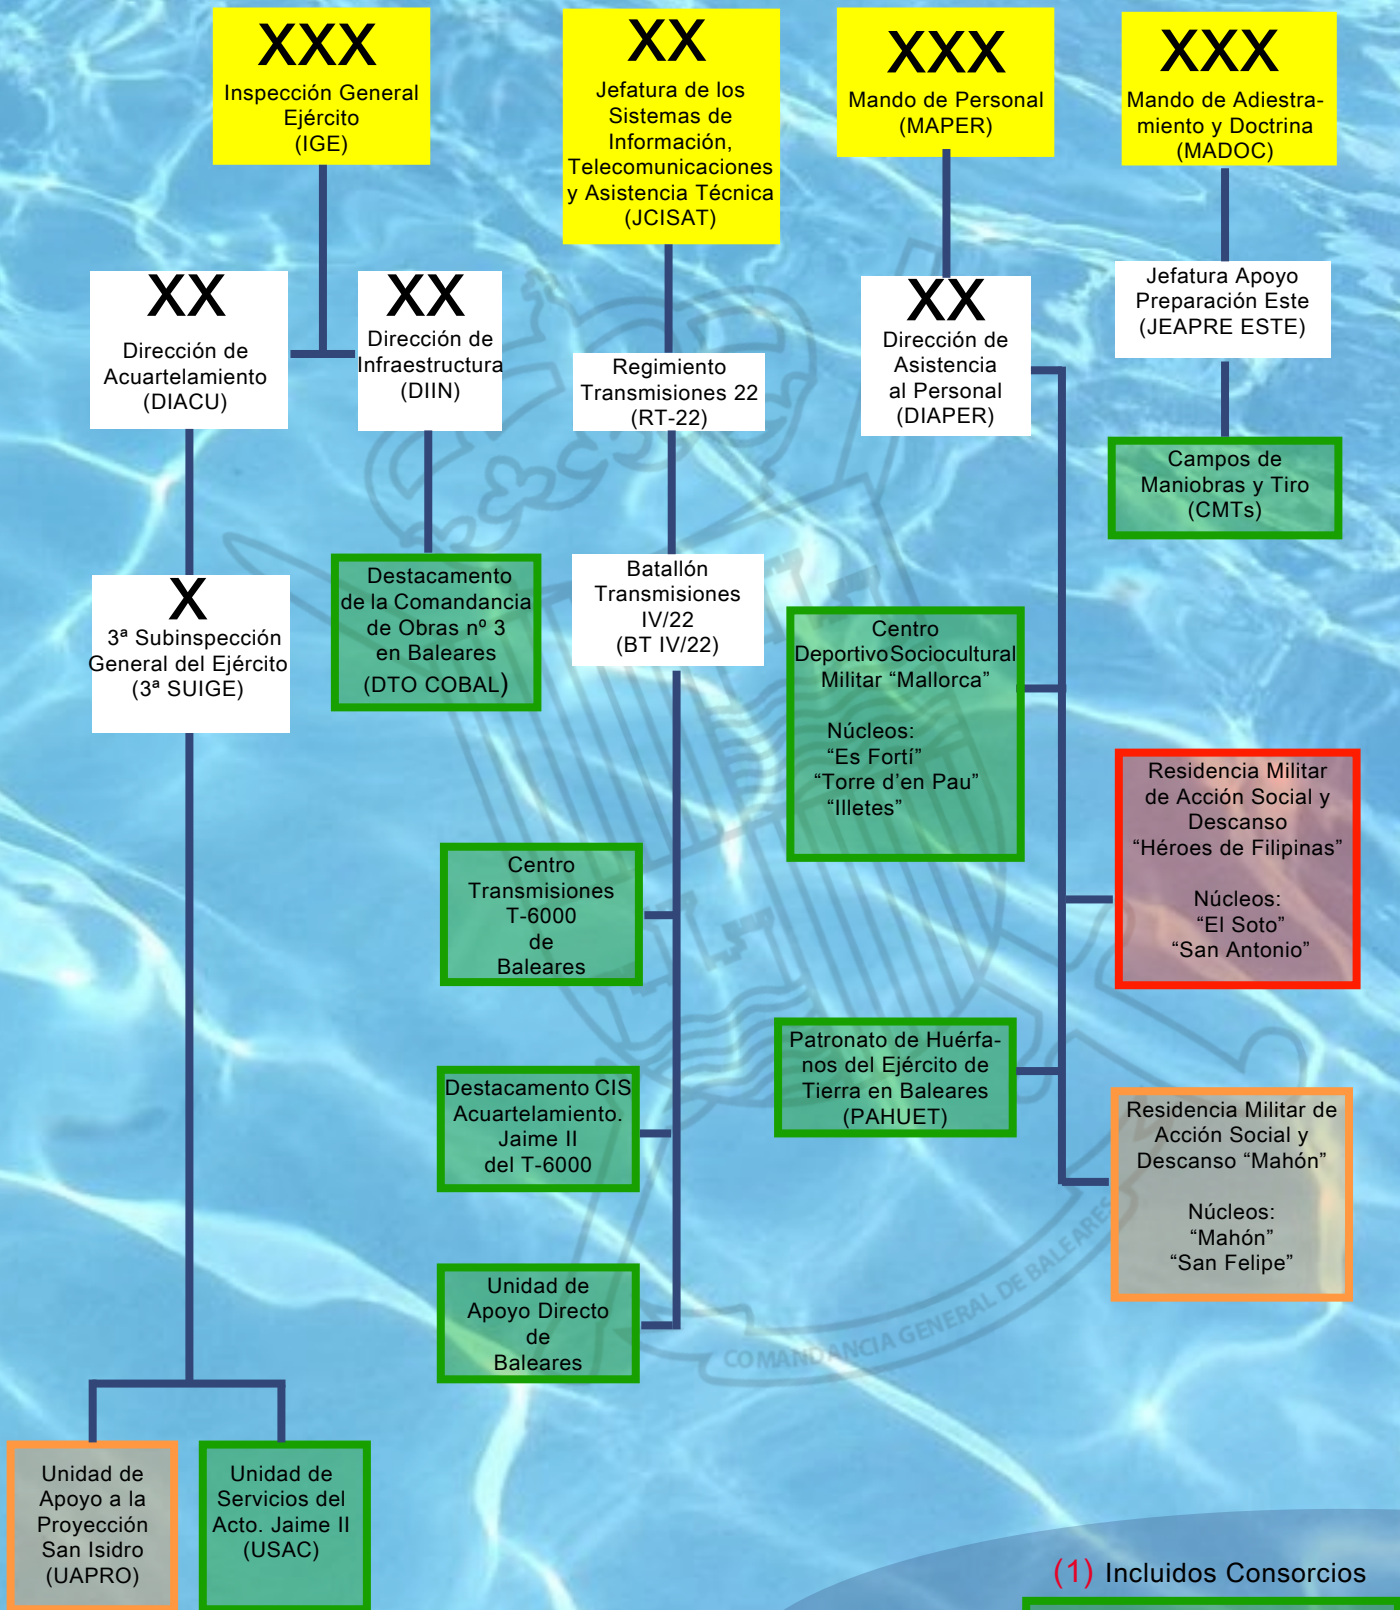 XXX
Inspección General
Ejército
(IGE)
XX
Jefatura de los
Sistemas de
Información,
Telecomunicaciones
y Asistencia Técnica
(JCISAT)
XXX
Mando de Personal
(MAPER)
XXX
Mando de Adiestra-
miento y Doctrina
(MADOC)
XX
Dirección de
Acuartelamiento
(DIACU)
XX
Dirección de
Infraestructura
(DIIN)
Regimiento
Transmisiones 22
(RT-22)
XX
Dirección de
Asistencia
al Personal
(DIAPER)
Jefatura Apoyo
Preparación Este
(JEAPRE ESTE)
Campos de
Maniobras y Tiro
(CMTs)
X
3ª Subinspección
General del Ejército
(3ª SUIGE)
Destacamento
de la Comandancia
de Obras nº 3
en Baleares
(DTO COBAL)
Batallón
Transmisiones
IV/22
(BT IV/22)
Centro
Deportivo Sociocultural
Militar “Mallorca”
Núcleos:
“Es Fortí”
“Torre d’en Pau”
“Illetes”
Residencia Militar
de Acción Social y
Descanso
“Héroes de Filipinas”
Núcleos:
“El Soto”
“San Antonio”
Centro
Transmisiones
T-6000
de
Baleares
Patronato de Huérfa-
nos del Ejército de
Tierra en Baleares
(PAHUET)
Destacamento CIS
Acuartelamiento.
Jaime II
del T-6000
Residencia Militar de
Acción Social y
Descanso “Mahón”
Núcleos:
“Mahón”
“San Felipe”
Unidad de
Apoyo Directo
de
Baleares
COMANDANCIA GENERAL DE BALEARES
Unidad de
Apoyo a la
Proyección
San Isidro
(UAPRO)
Unidad de
Servicios del
Acto. Jaime II
(USAC)
(1) Incluidos Consorcios